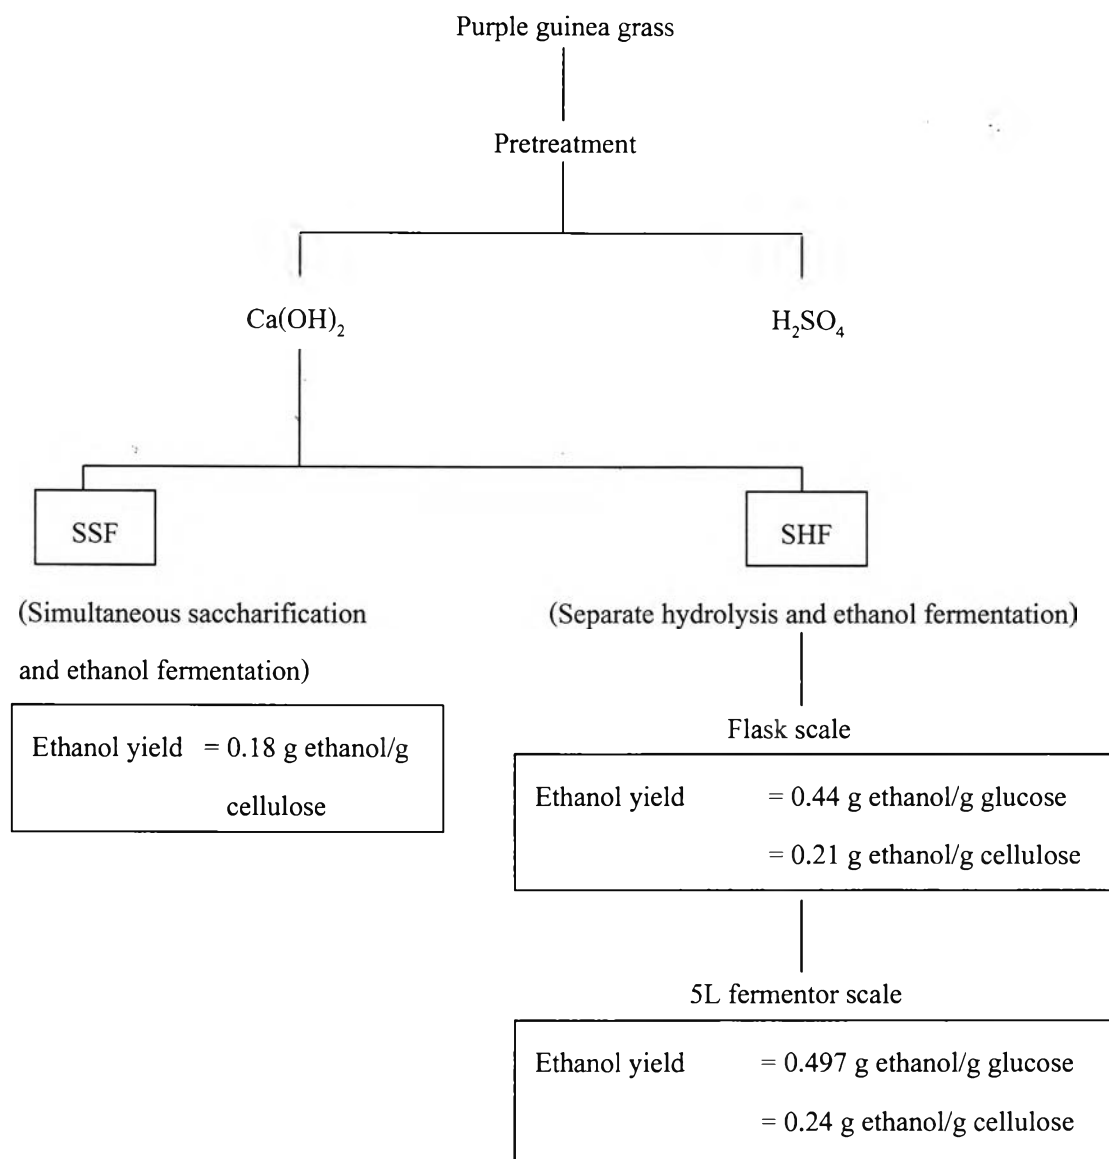 Purple guinea grass
Pretreatment
Ca(OH)₂
H₂SO₄
SSF
SHF
(Simultaneous saccharification
and ethanol fermentation)
(Separate hydrolysis and ethanol fermentation)
Ethanol yield = 0.18 g ethanol/g
cellulose
Flask scale
Ethanol yield = 0.44 g ethanol/g glucose
= 0.21 g ethanol/g cellulose
5L fermentor scale
Ethanol yield = 0.497 g ethanol/g glucose
= 0.24 g ethanol/g cellulose